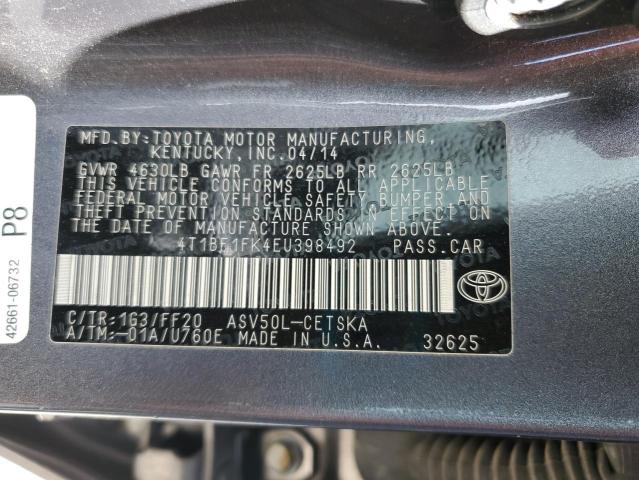 MFD.BY:TOYOTA MOTOR MANUFACTURING,
KENTUCKY,INC.04/14
GVWR 4630LB GAWR FR 2625LB RR 2625LB
THIS VEHICLE CONFORMS TO ALL APPLICABLE
FEDERAL MOTOR VEHICLE SAFETY,BUMPER AND
THEFT PREVENTION STANDARDS IN EFFECT ON
THE DATE OF MANUFACTURE SHOWN ABOVE.
4T1BF1FK4EU398492 PASS.CAR
C/TR:1G3/FF20 ASV50L-CETSKA
A/TM:-01A/U760E MADE IN U.S.A. 32625
42661-06732 P8